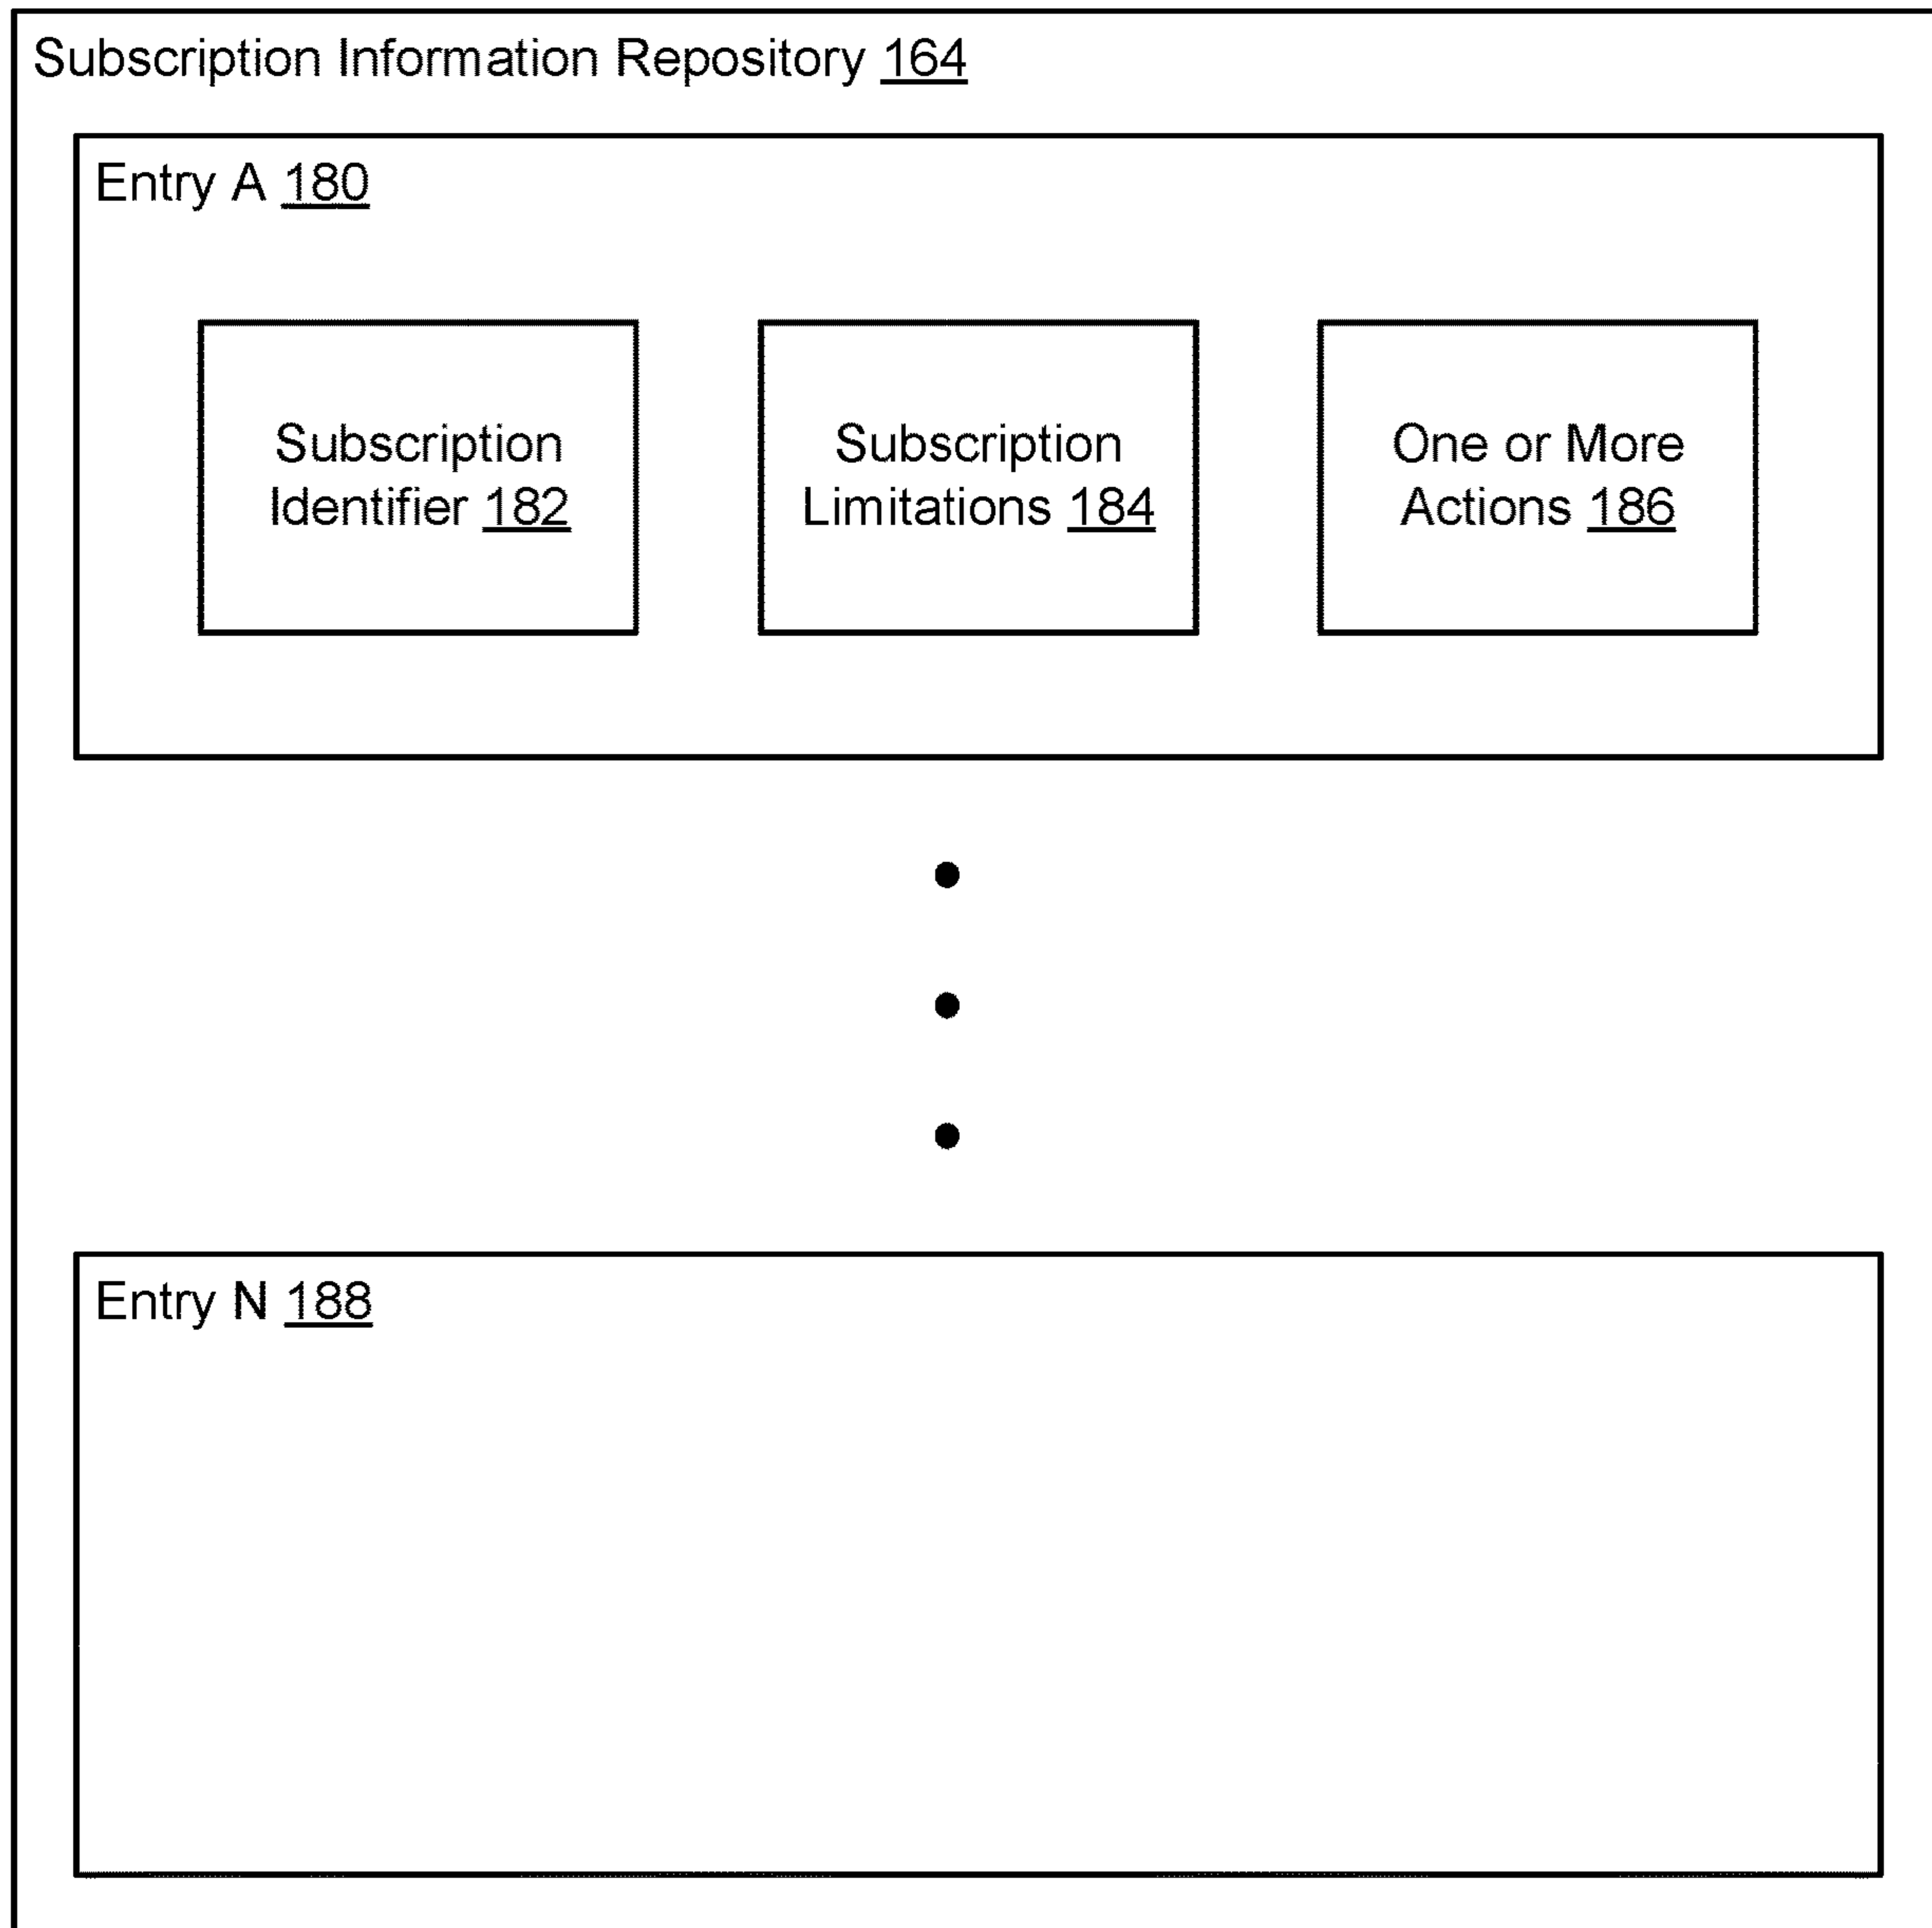 Subscription Information Repository 164
Entry A 180
Subscription
Identifier 182
Subscription
Limitations 184
One or More
Actions 186
Entry N 188